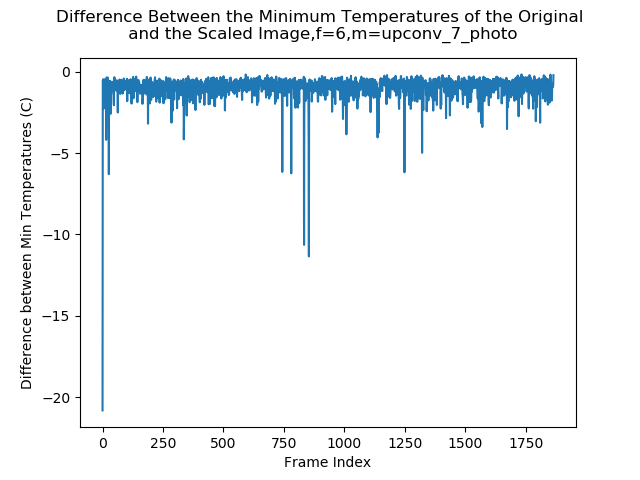 Difference Between the Minimum Temperatures of the Original
and the Scaled Image,f=6,m=upconv_7_photo
Difference between Min Temperatures (C)
0
−5
−10
−15
−20
0 250 500 750 1000 1250 1500 1750
Frame Index